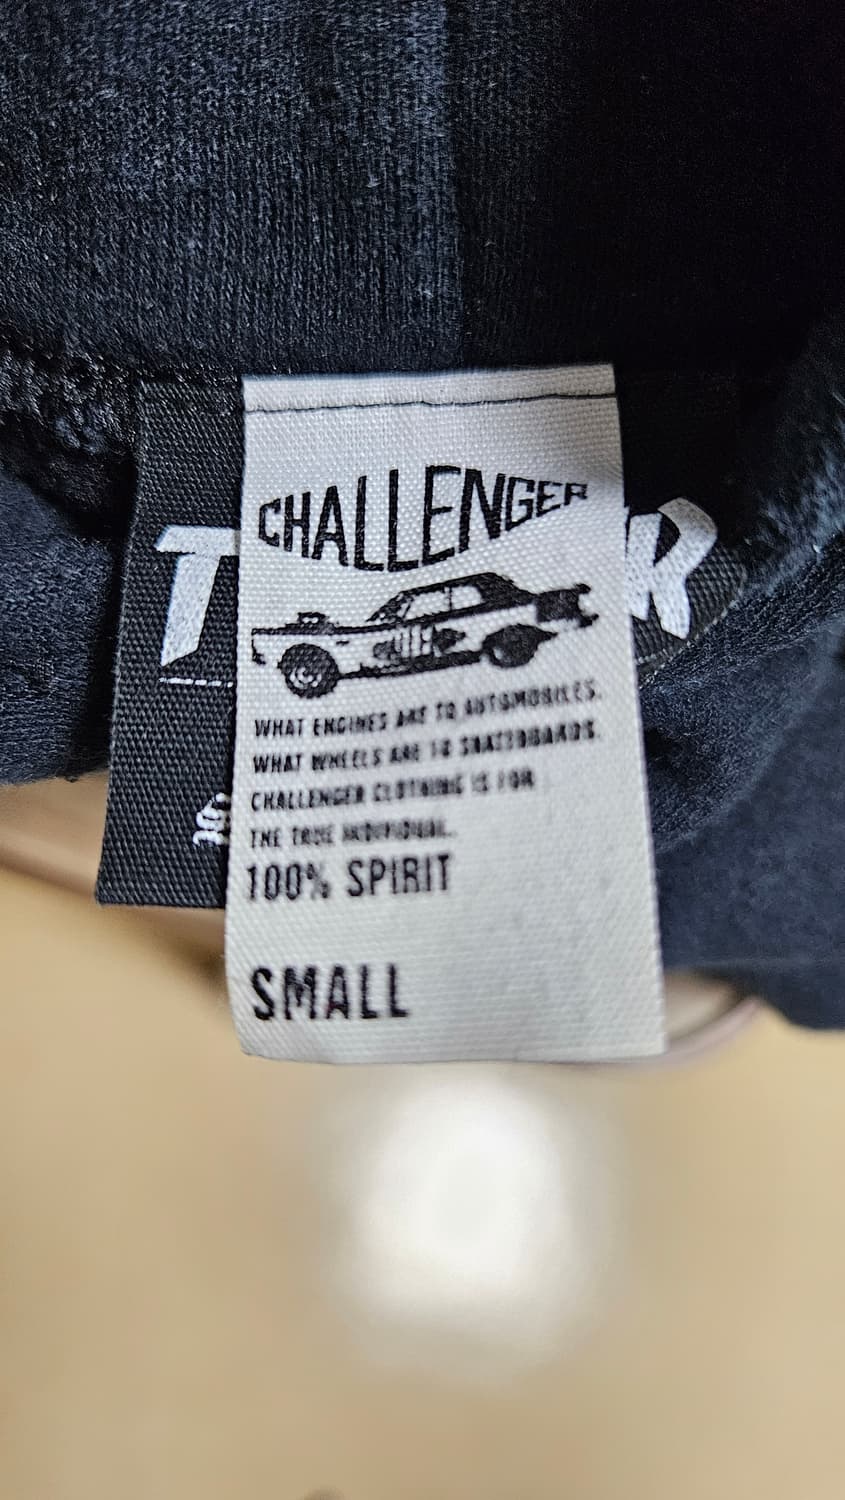 CHALLENGER
WHAT ENGINES ARE TO AUTOMOBILES.
WHAT WHEELS ARE TO SKATEBOARDS.
CHALLENGER CLOTHING IS FOR
THE TRUE INDIVIDUAL.
100% SPIRIT
SMALL
T
R